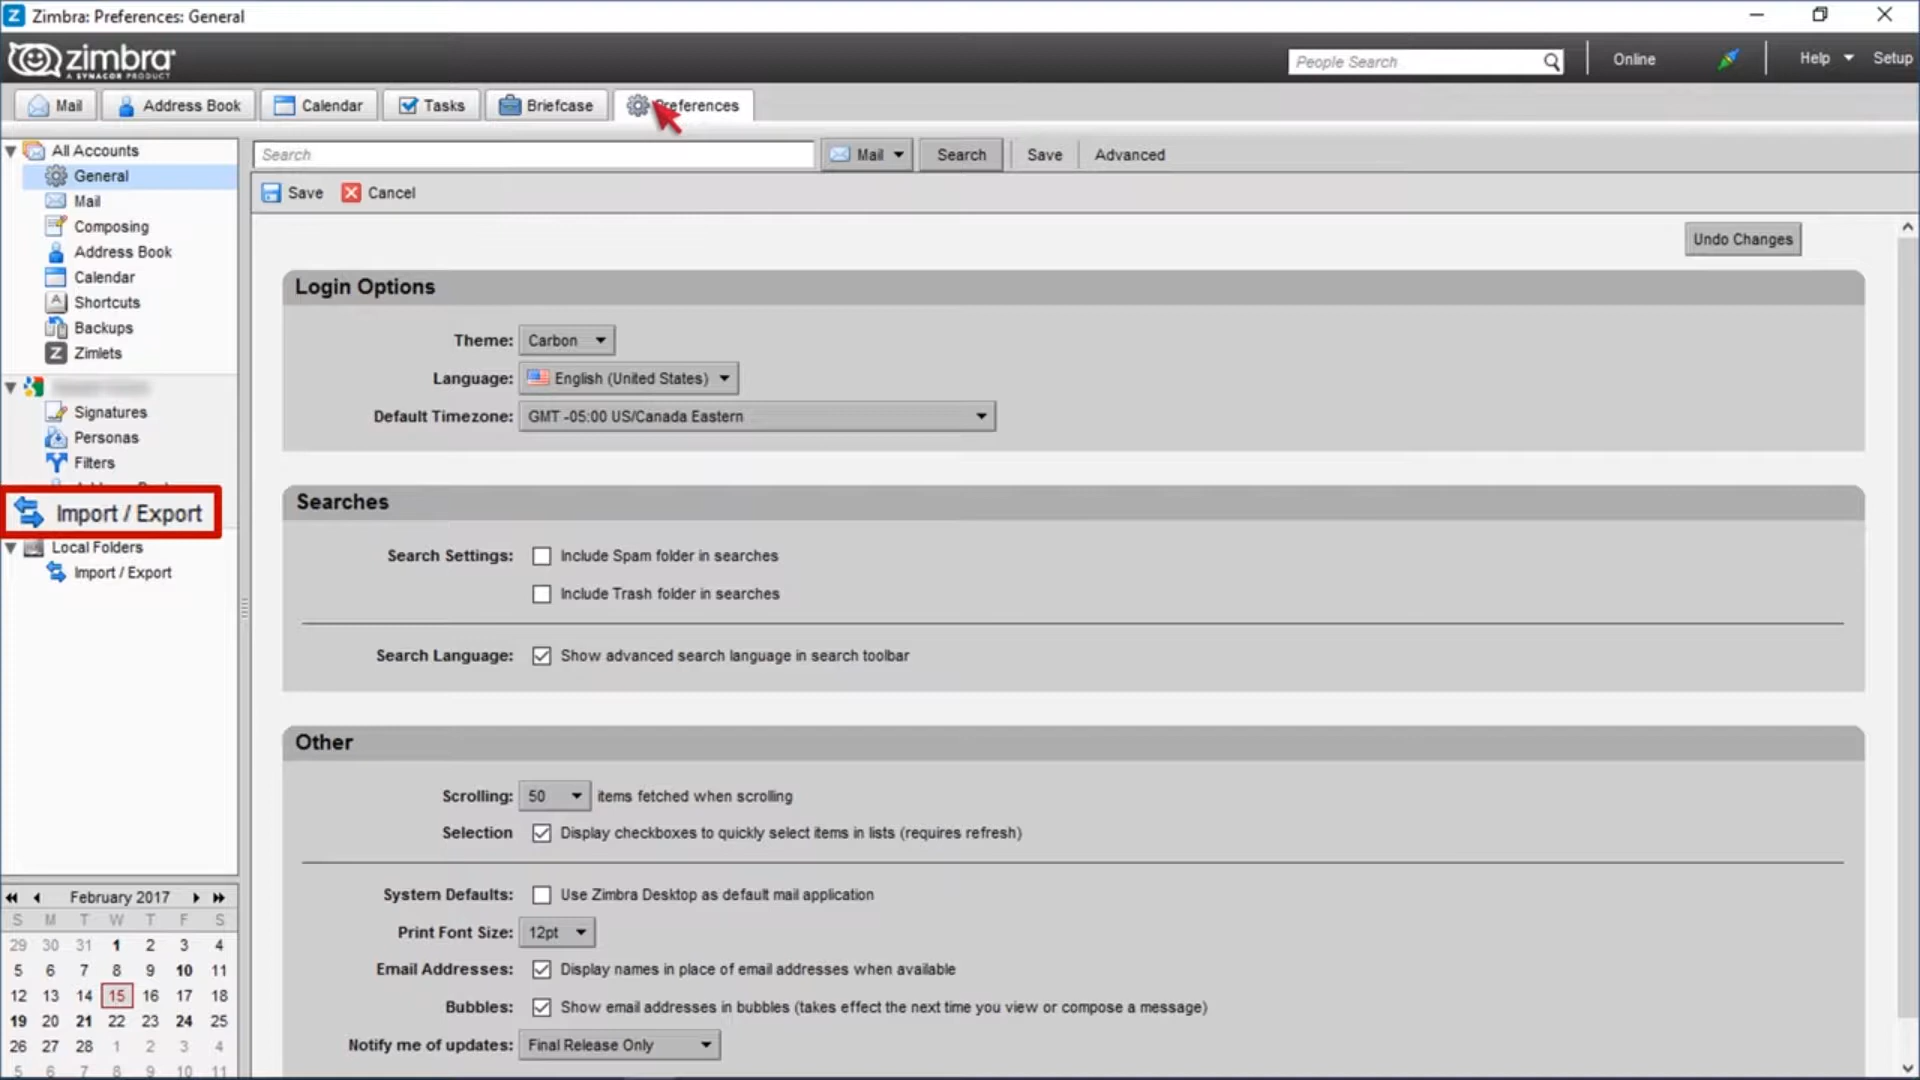 Zimbra: Preferences: General
zimbra
A SYNACOR PRODUCT
People Search
Online
Help
Setup
Mail
Address Book
Calendar
Tasks
Briefcase
Preferences
All Accounts
General
Mail
Composing
Address Book
Calendar
Shortcuts
Backups
Zimlets
Signatures
Personas
Filters
Import / Export
Local Folders
Import / Export
Search
Mail
Search
Save
Advanced
Save
Cancel
Undo Changes
Login Options
Theme: Carbon
Language: English (United States)
Default Timezone: GMT -05:00 US/Canada Eastern
Searches
Search Settings: Include Spam folder in searches
Include Trash folder in searches
Search Language: Show advanced search language in search toolbar
Other
Scrolling: 50 items fetched when scrolling
Selection Display checkboxes to quickly select items in lists (requires refresh)
System Defaults: Use Zimbra Desktop as default mail application
Print Font Size: 12pt
Email Addresses: Display names in place of email addresses when available
Bubbles: Show email addresses in bubbles (takes effect the next time you view or compose a message)
Notify me of updates: Final Release Only
February 2017
S M T W T F S
29 30 31 1 2 3 4
5 6 7 8 9 10 11
12 13 14 15 16 17 18
19 20 21 22 23 24 25
26 27 28 1 2 3 4
5 6 7 8 9 10 11